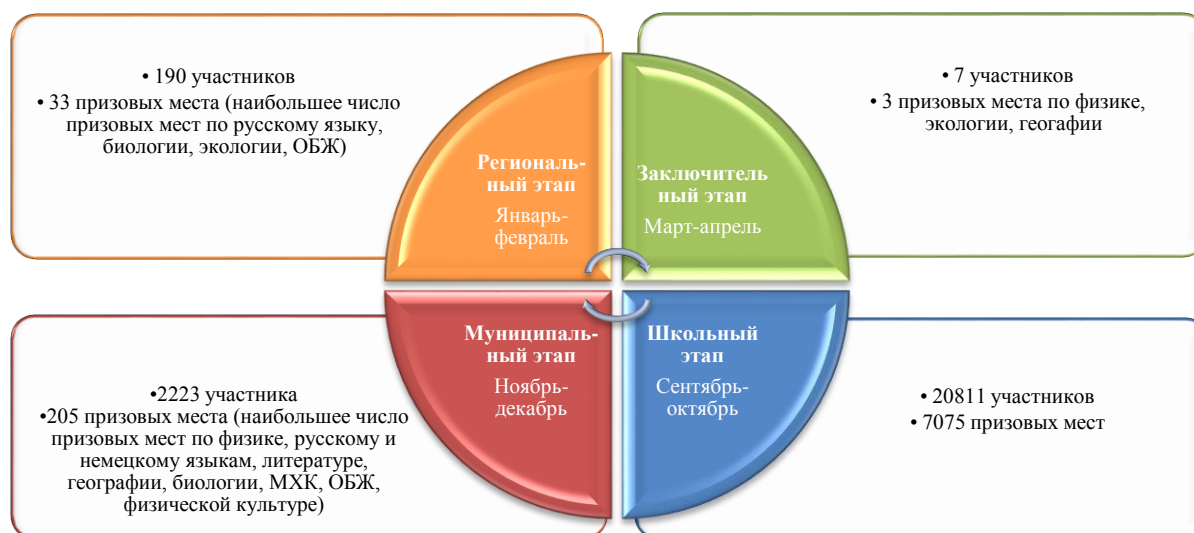 • 190 участников
• 33 призовых места (наибольшее число
призовых мест по русскому языку,
биологии, экологии, ОБЖ)
• 7 участников
• 3 призовых места по физике,
экологии, геогафии
Региональ-
ный этап
Январь-
февраль
Заключитель
ный этап
Март-апрель
Муниципаль-
ный этап
Ноябрь-
декабрь
Школьный
этап
Сентябрь-
октябрь
•2223 участника
•205 призовых места (наибольшее число
призовых мест по физике, русскому и
немецкому языкам, литературе,
географии, биологии, МХК, ОБЖ,
физической культуре)
• 20811 участников
• 7075 призовых мест